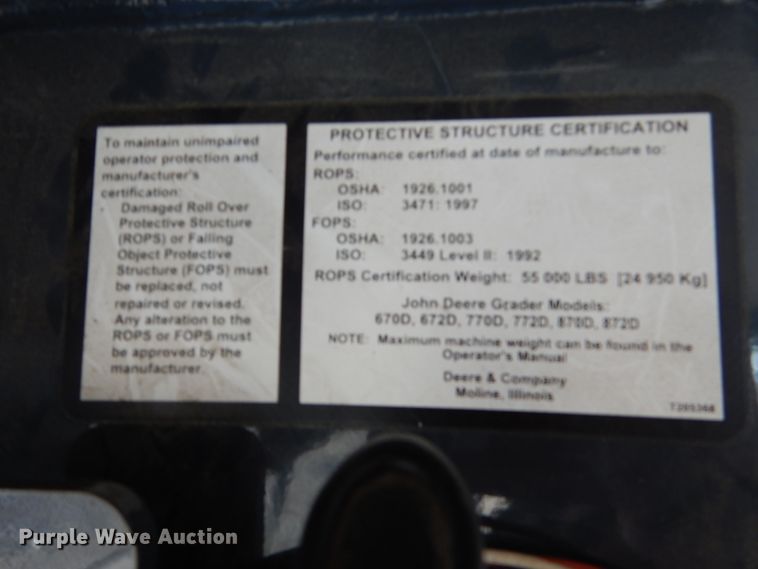 To maintain unimpaired
operator protection and
manufacturer's
certification:
Damaged Roll Over
Protective Structure
(ROPS) or Falling
Object Protective
Structure (FOPS) must
be replaced, not
repaired or revised.
Any alteration to the
ROPS or FOPS must
be approved by the
manufacturer.
PROTECTIVE STRUCTURE CERTIFICATION
Performance certified at date of manufacture to:
ROPS:
OSHA: 1926.1001
ISO: 3471: 1997
FOPS:
OSHA: 1926.1003
ISO: 3449 Level II: 1992
ROPS Certification Weight: 55 000 LBS [24 950 Kg]
John Deere Grader Models:
670D, 672D, 770D, 772D, 870D, 872D
NOTE: Maximum machine weight can be found in the
Operator's Manual
Deere & Company
Moline, Illinois
Purple Wave Auction